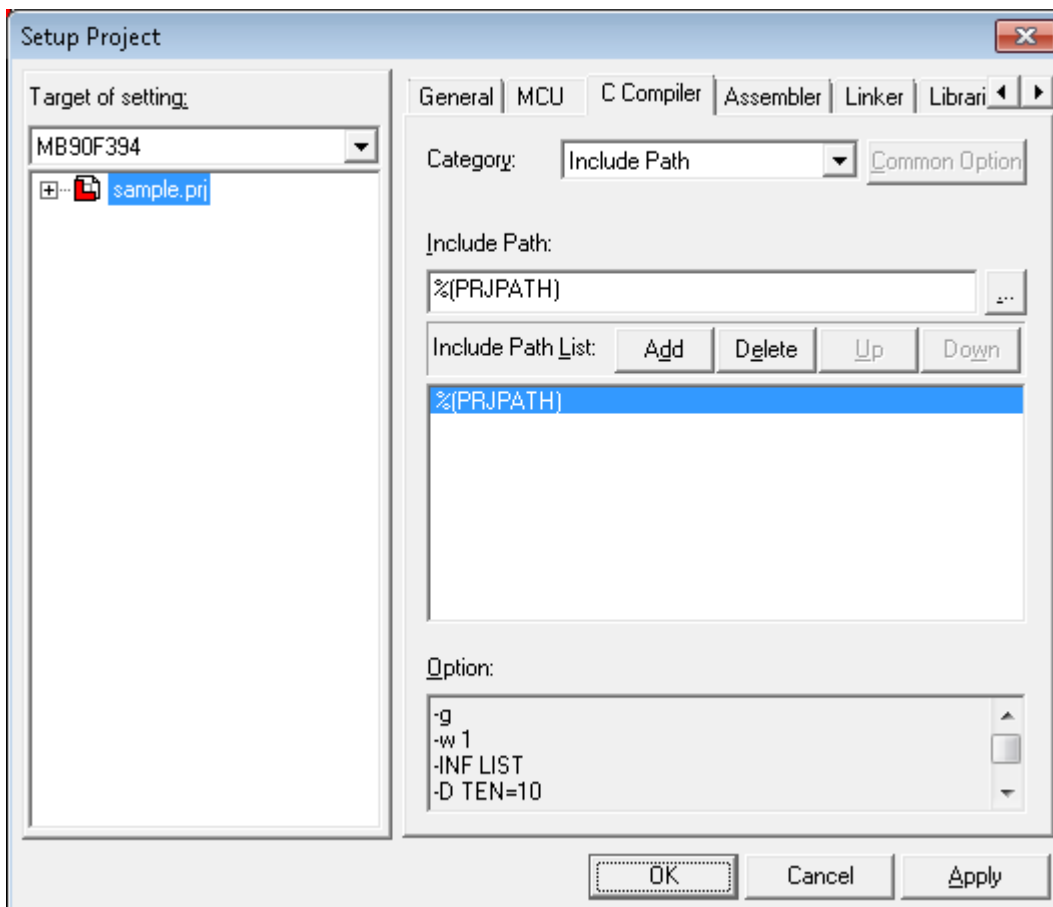 Setup Project
Target of setting:
MB90F394
sample.prj
General MCU C Compiler Assembler Linker Librari
Category: Include Path Common Option
Include Path:
%(PRJPATH)
...
Include Path List: Add Delete Up Down
%(PRJPATH)
Option:
-g
-w 1
-INF LIST
-D TEN=10
OK Cancel Apply